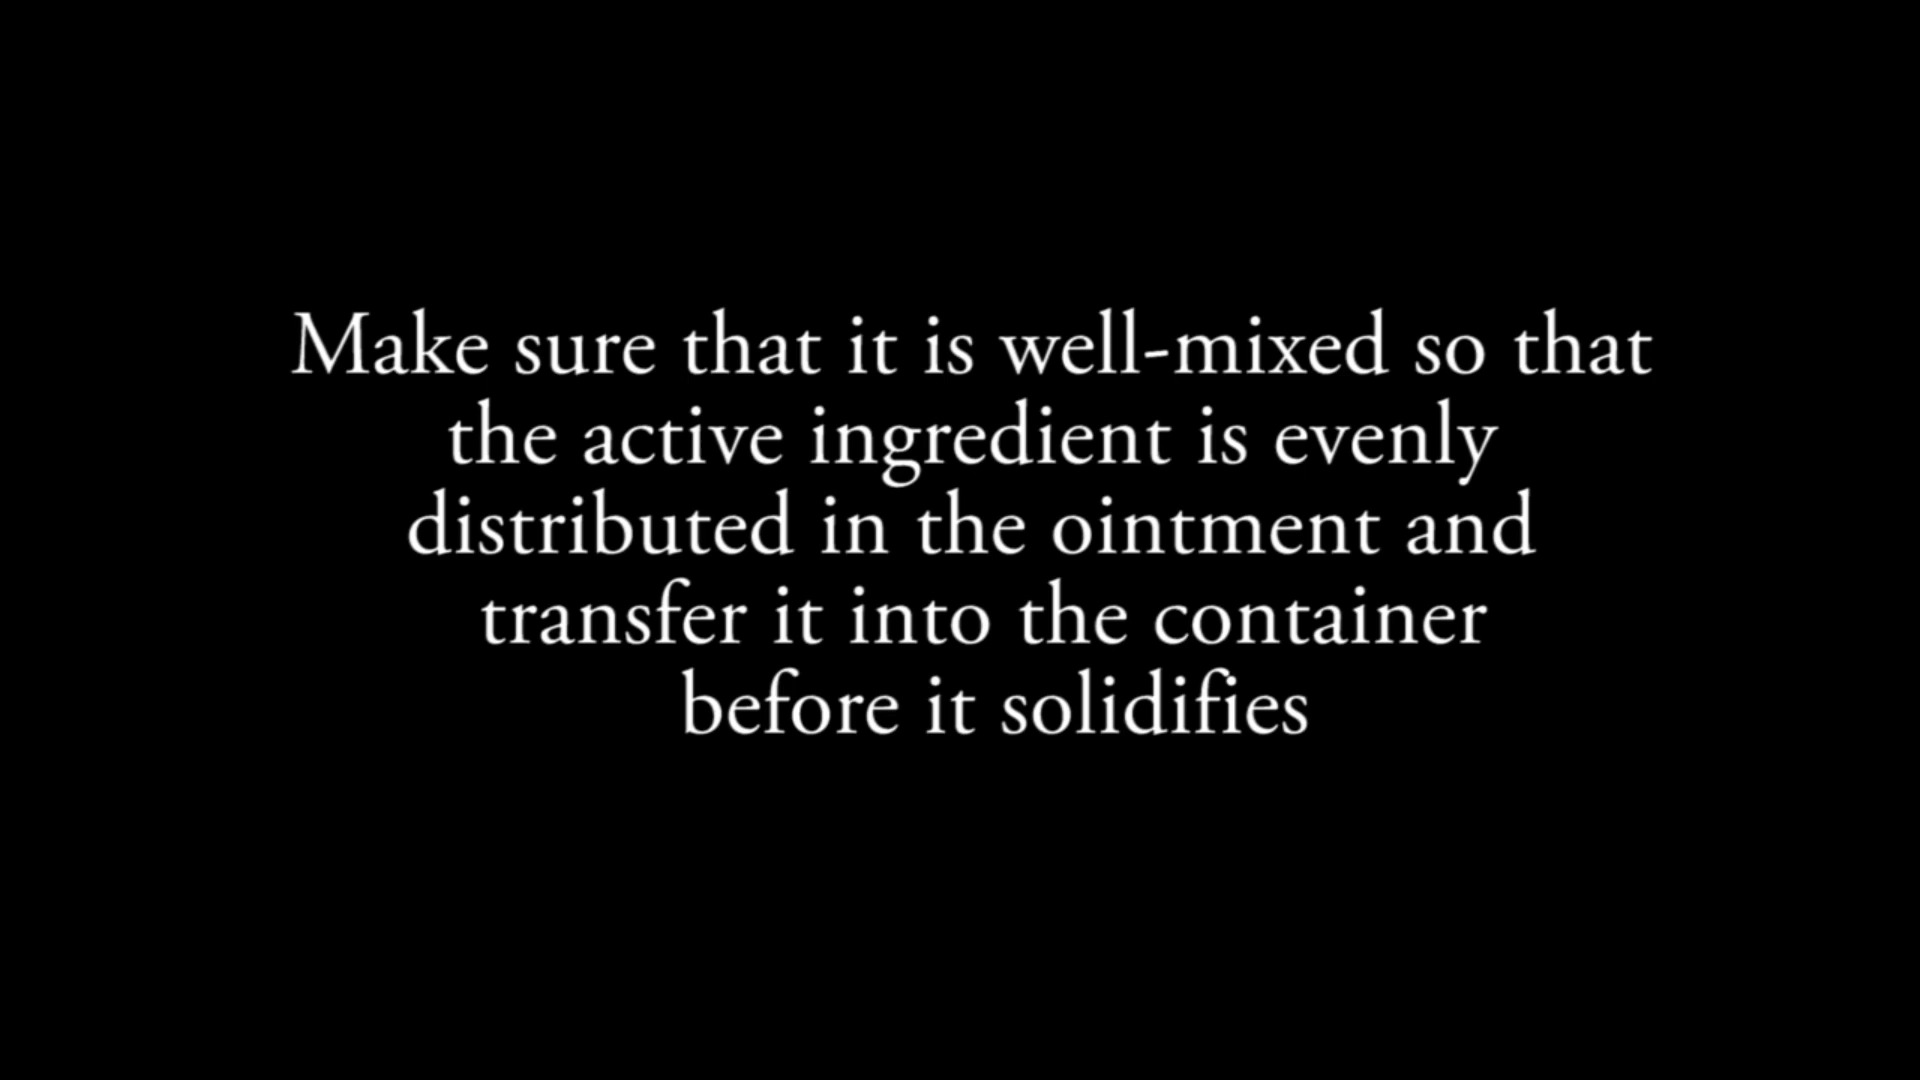 Make sure that it is well-mixed so that
the active ingredient is evenly
distributed in the ointment and
transfer it into the container
before it solidifies